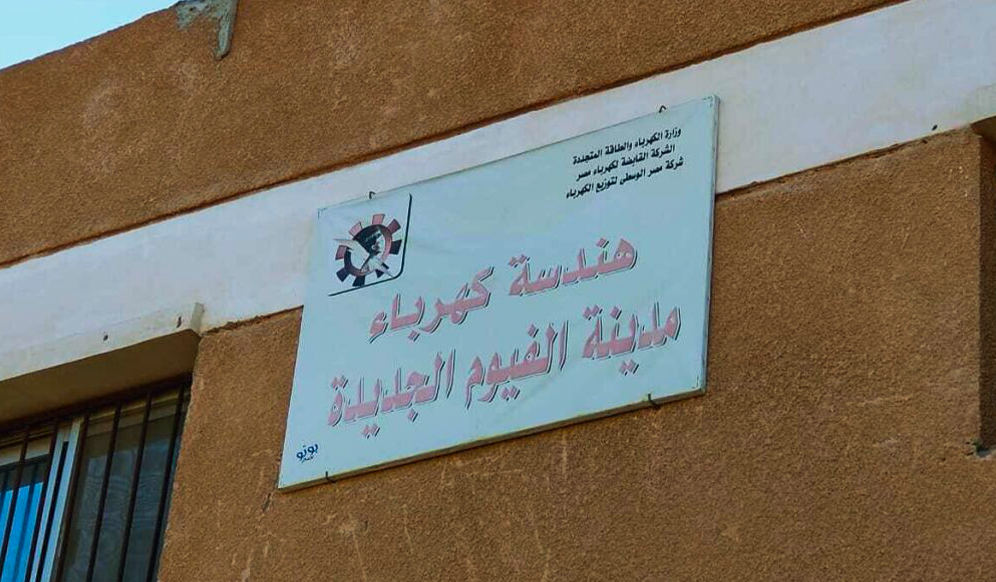 وزارة الكهرباء والطاقة المتجددة
الشركة القابضة لكهرباء مصر
شركة مصر الوسطى لتوزيع الكهرباء
هندسة كهرباء
مدينة الفيوم الجديدة